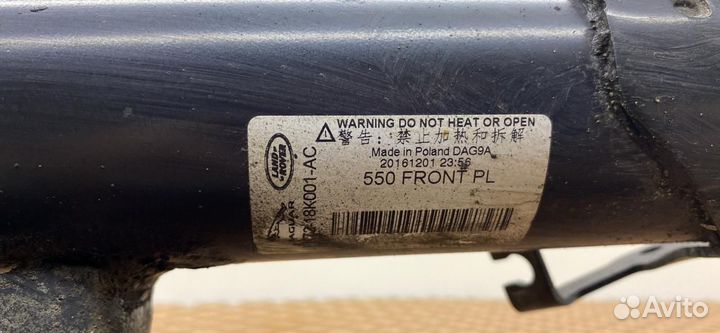 WARNING DO NOT HEAT OR OPEN
警告: 禁止加热和拆解
Made in Poland DAG9A
20161201 23:56
550 FRONT PL
LAND ROVER
JAGUAR
18K001-AC
Avito